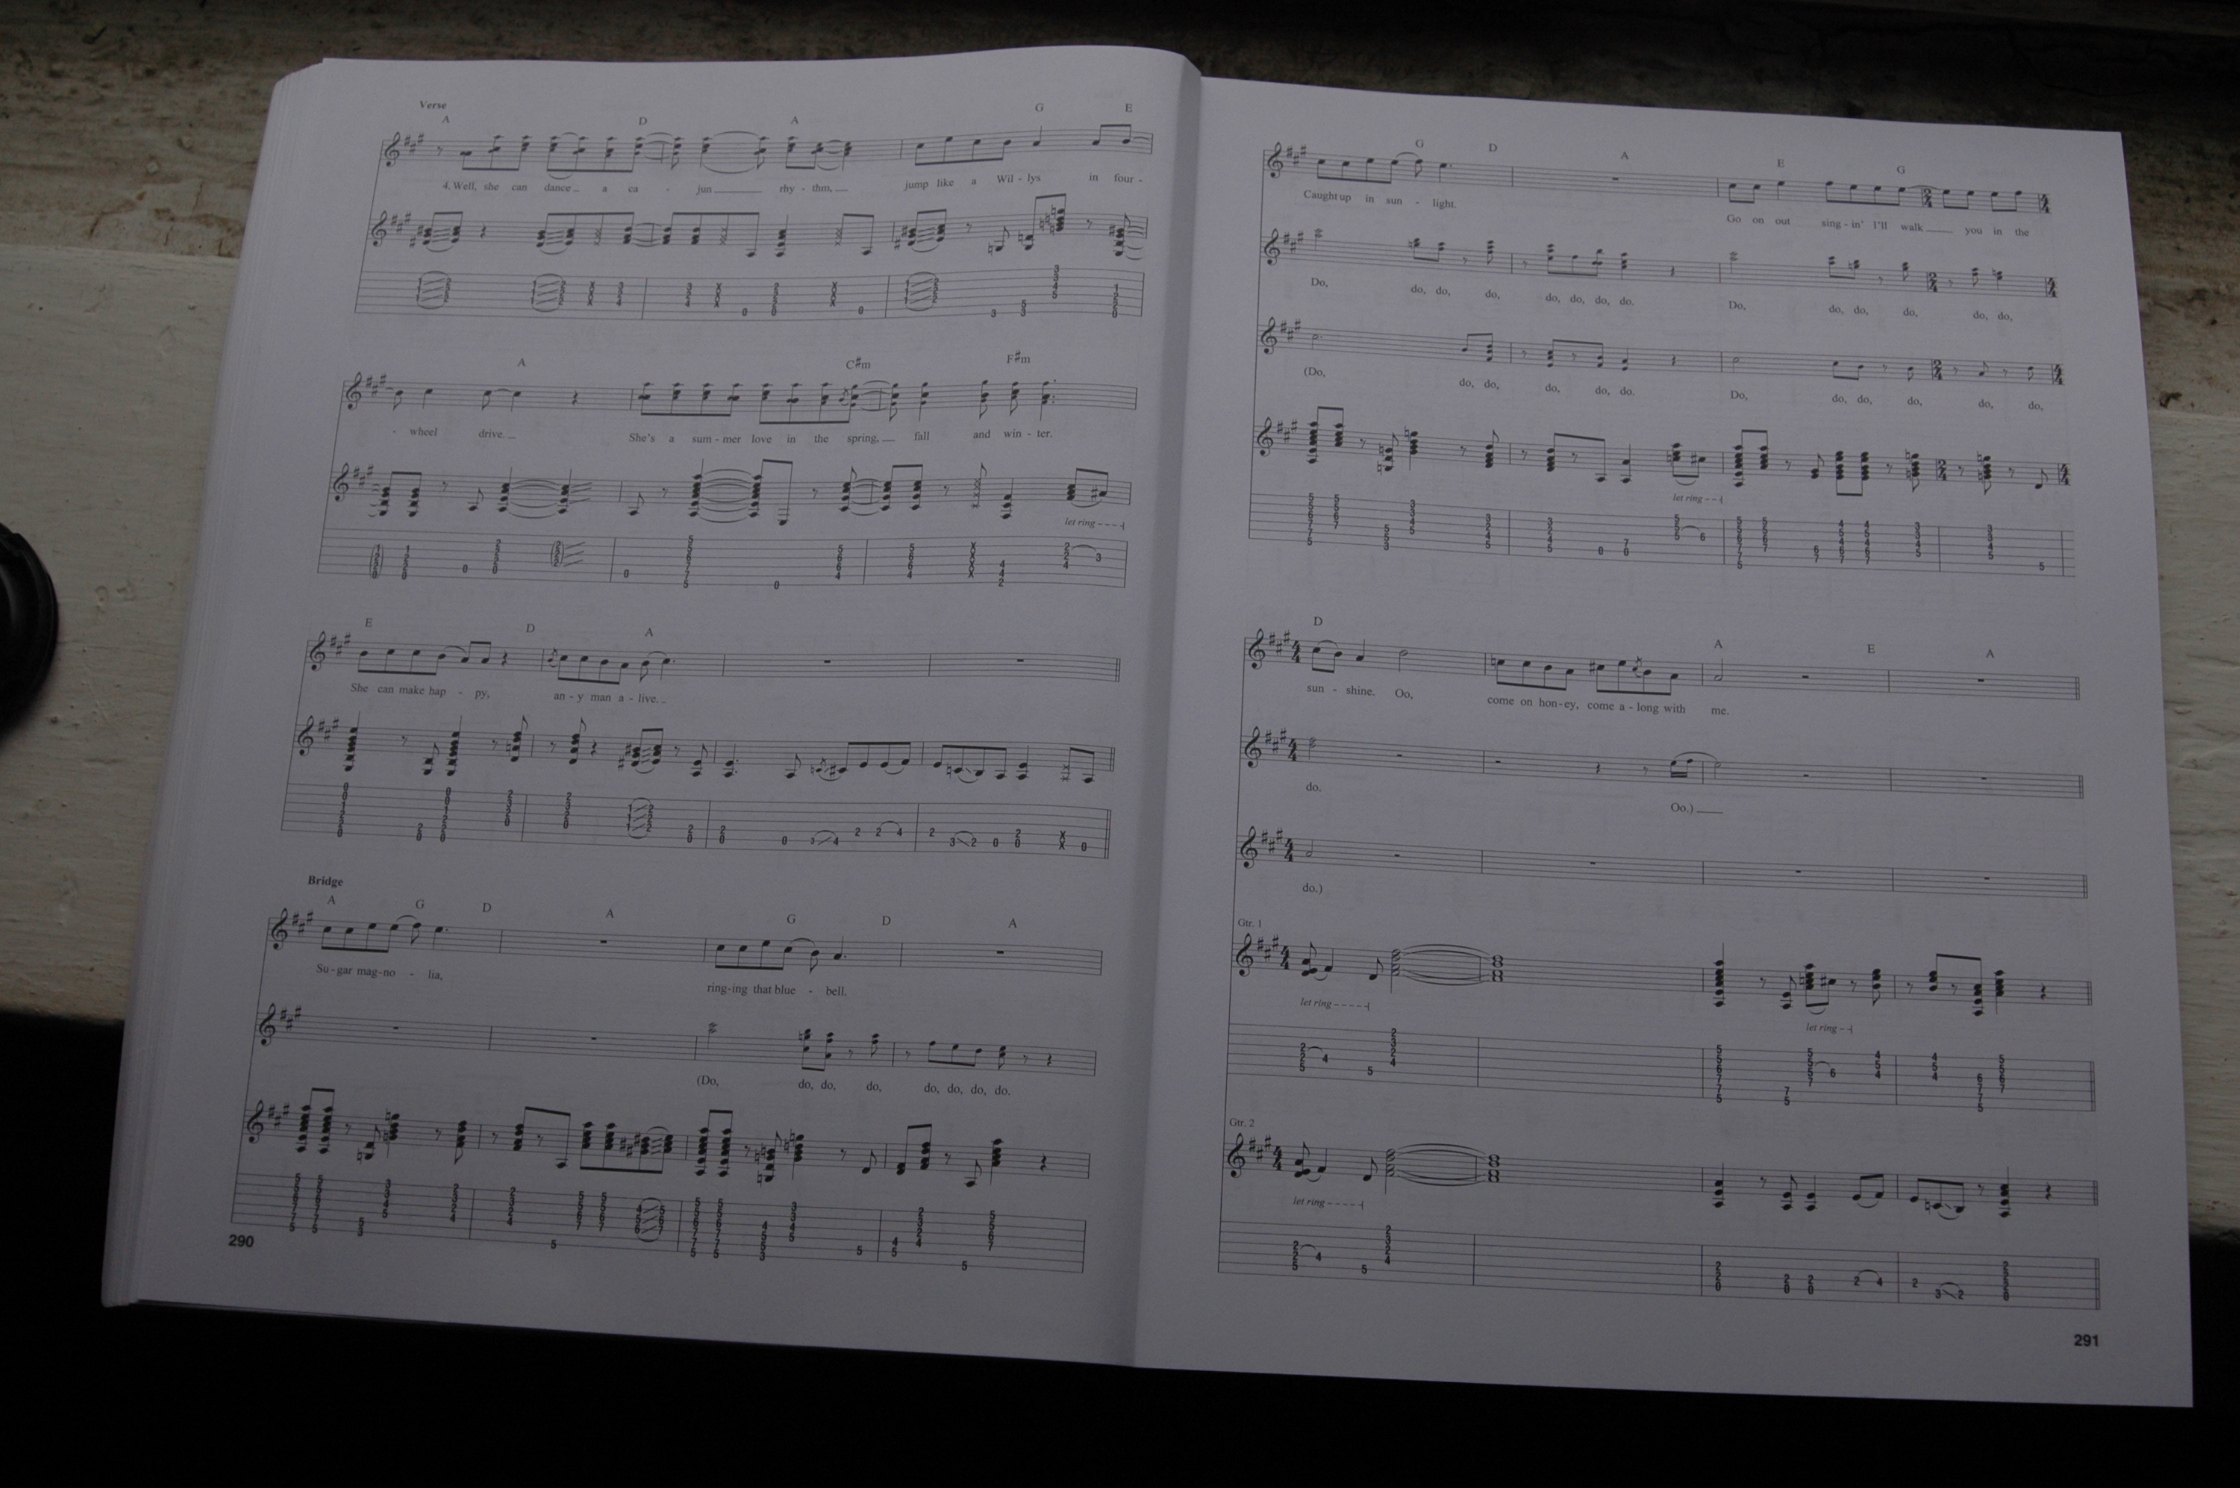 Verse
A D A G E
4. Well, she can dance a ca - jun rhy - thm, jump like a Wil - lys in four -
A C#m F#m
- wheel drive. She's a sum - mer love in the spring, fall and win - ter.
let ring
E D A
She can make hap - py, an - y man a - live.
Bridge
A G D A G D A
Su - gar mag - no - lia, ring - ing that blue - bell.
(Do, do, do, do, do, do, do, do.
290
G D A E G
Caught up in sun - light. Go on out sing - in' I'll walk you in the
Do, do, do, do, do, do, do, do. Do, do, do, do, do, do,
(Do, do, do, do, do, do. Do, do, do, do, do, do,
let ring
D A E A
sun - shine. Oo, come on hon - ey, come a - long with me.
do. Oo.)
do.)
Gtr. 1
let ring let ring
Gtr. 2
let ring
291